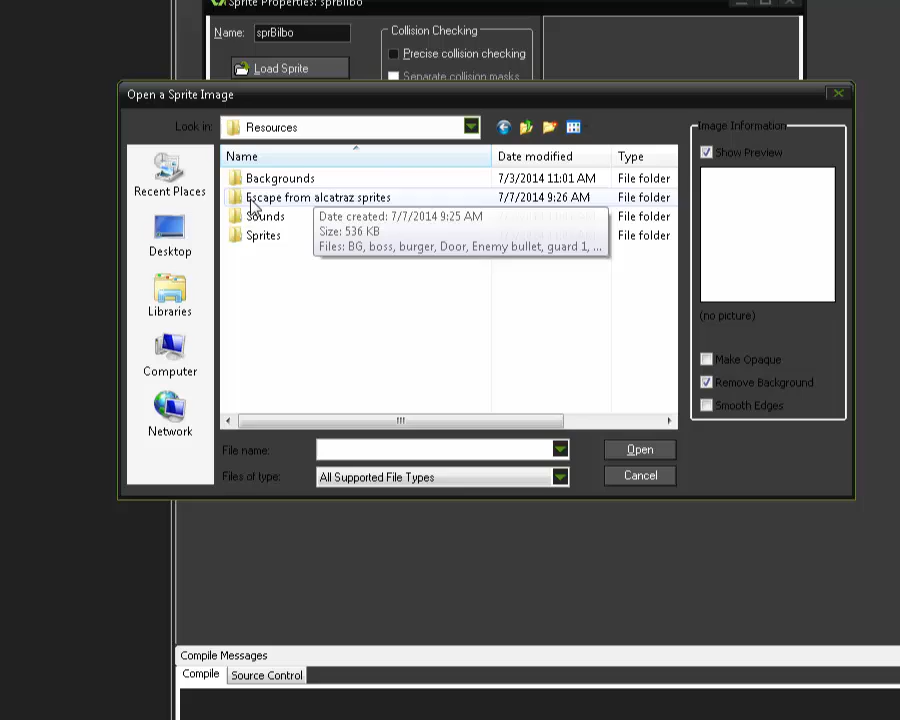 Sprite Properties: sprBilbo
Name: sprBilbo
Collision Checking
Precise collision checking
Load Sprite
Separate collision masks
Open a Sprite Image
Look in: Resources
Image Information
Name Date modified Type
Show Preview
Backgrounds 7/3/2014 11:01 AM File folder
Recent Places
Escape from alcatraz sprites 7/7/2014 9:26 AM File folder
Sounds File folder
Date created: 7/7/2014 9:25 AM
Size: 536 KB
Files: BG, boss, burger, Door, Enemy bullet, guard 1, ...
Sprites File folder
Desktop
Libraries
(no picture)
Make Opaque
Computer
Remove Background
Smooth Edges
Network
File name: Open
Files of type: All Supported File Types Cancel
Compile Messages
Compile Source Control